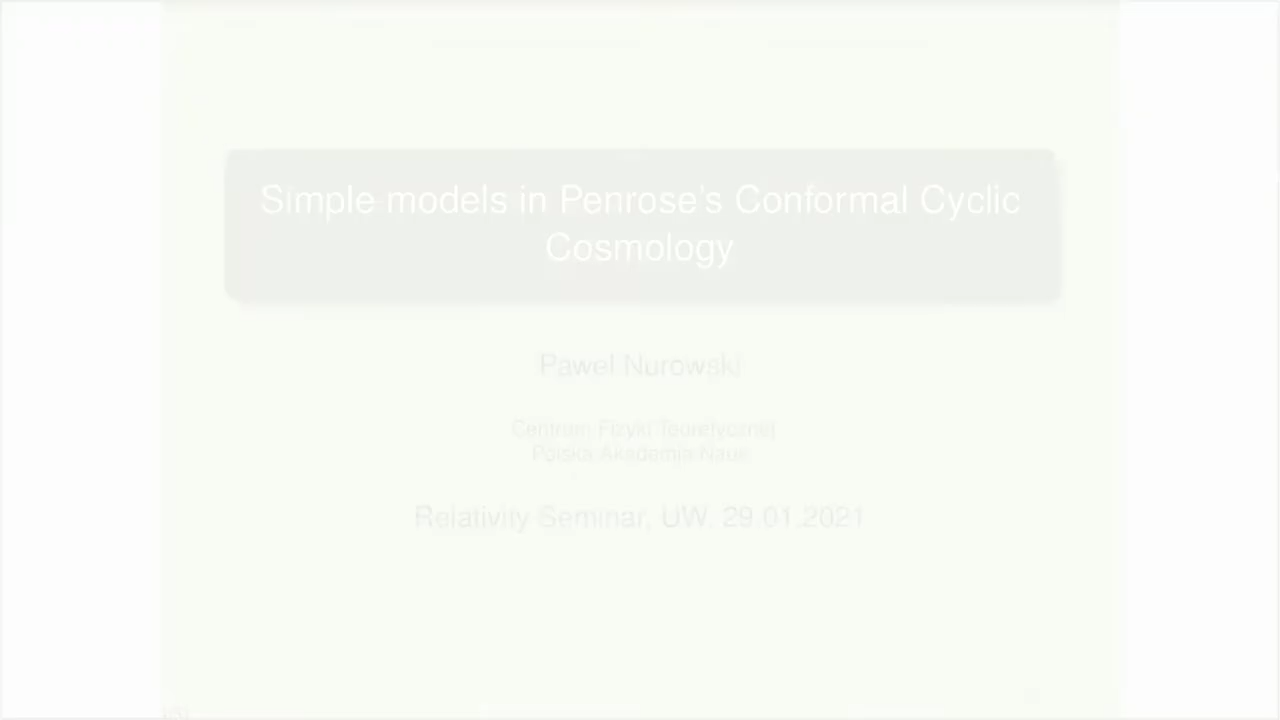 Simple models in Penrose's Conformal Cyclic
Cosmology
Pawel Nurowski
Centrum Fizyki Teoretycznej
Polska Akademia Nauk
Relativity Seminar, UW, 29.01.2021